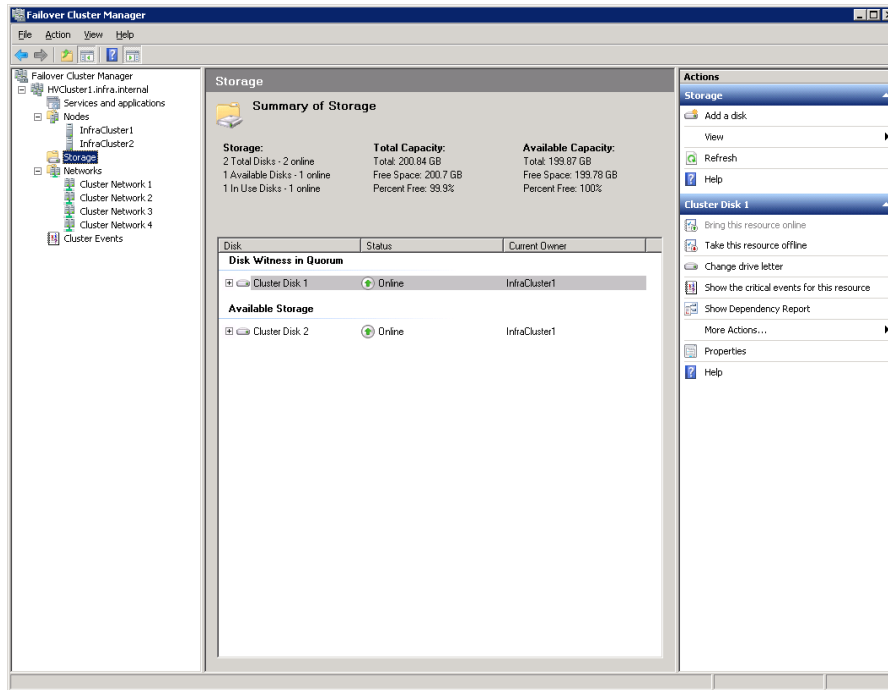 Failover Cluster Manager
File Action View Help
Failover Cluster Manager
HVCluster1.infra.internal
Services and applications
Nodes
InfraCluster1
InfraCluster2
Storage
Networks
Cluster Network 1
Cluster Network 2
Cluster Network 3
Cluster Network 4
Cluster Events
Storage
Summary of Storage
Storage: Total Capacity: Available Capacity:
2 Total Disks - 2 online Total: 200.84 GB Total: 199.87 GB
1 Available Disks - 1 online Free Space: 200.7 GB Free Space: 199.78 GB
1 In Use Disks - 1 online Percent Free: 99.9% Percent Free: 100%
Disk Status Current Owner
Disk Witness in Quorum
Cluster Disk 1 Online InfraCluster1
Available Storage
Cluster Disk 2 Online InfraCluster1
Actions
Storage
Add a disk
View
Refresh
Help
Cluster Disk 1
Bring this resource online
Take this resource offline
Change drive letter
Show the critical events for this resource
Show Dependency Report
More Actions...
Properties
Help